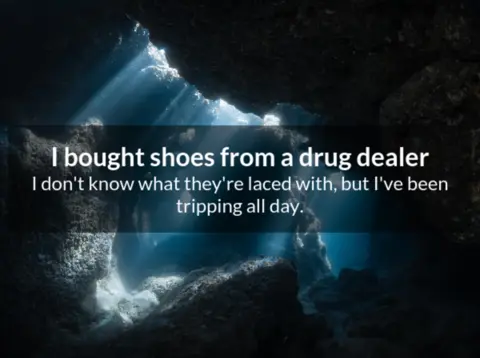 I bought shoes from a drug dealer
I don't know what they're laced with, but I've been
tripping all day.